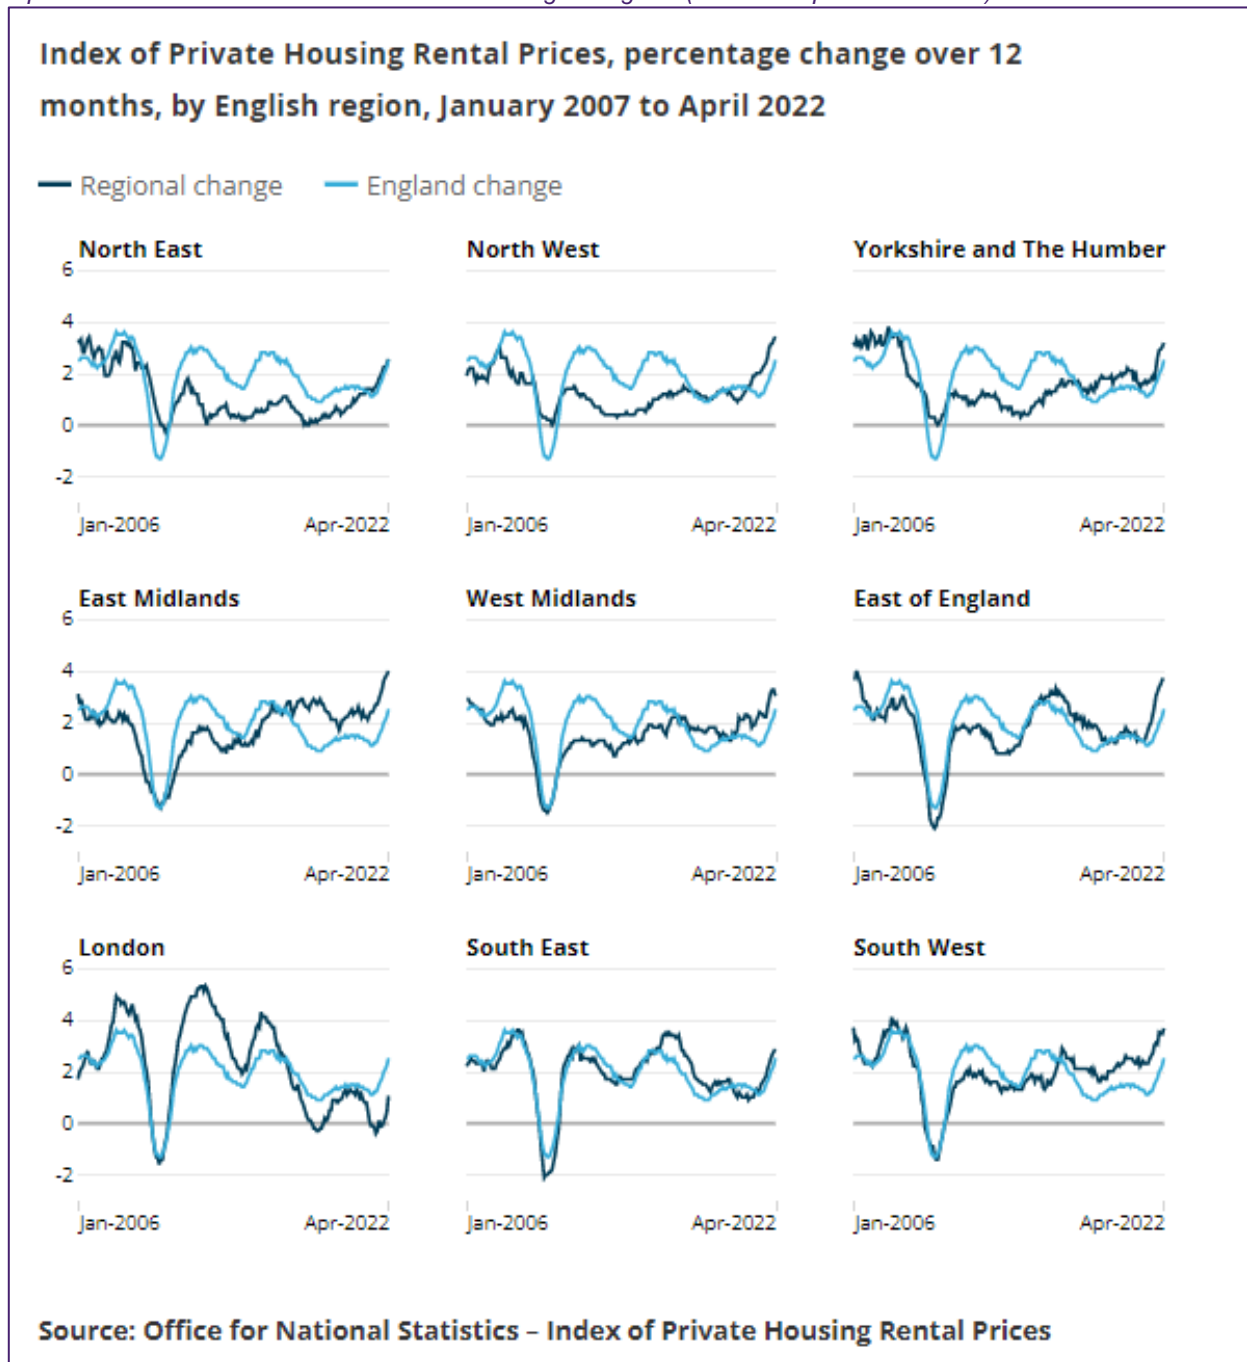 Index of Private Housing Rental Prices, percentage change over 12
months, by English region, January 2007 to April 2022
Regional change England change
North East North West Yorkshire and The Humber
6
4
2
0
-2
Jan-2006 Apr-2022 Jan-2006 Apr-2022 Jan-2006 Apr-2022
East Midlands West Midlands East of England
6
4
2
0
-2
Jan-2006 Apr-2022 Jan-2006 Apr-2022 Jan-2006 Apr-2022
London South East South West
6
4
2
0
-2
Jan-2006 Apr-2022 Jan-2006 Apr-2022 Jan-2006 Apr-2022
Source: Office for National Statistics – Index of Private Housing Rental Prices